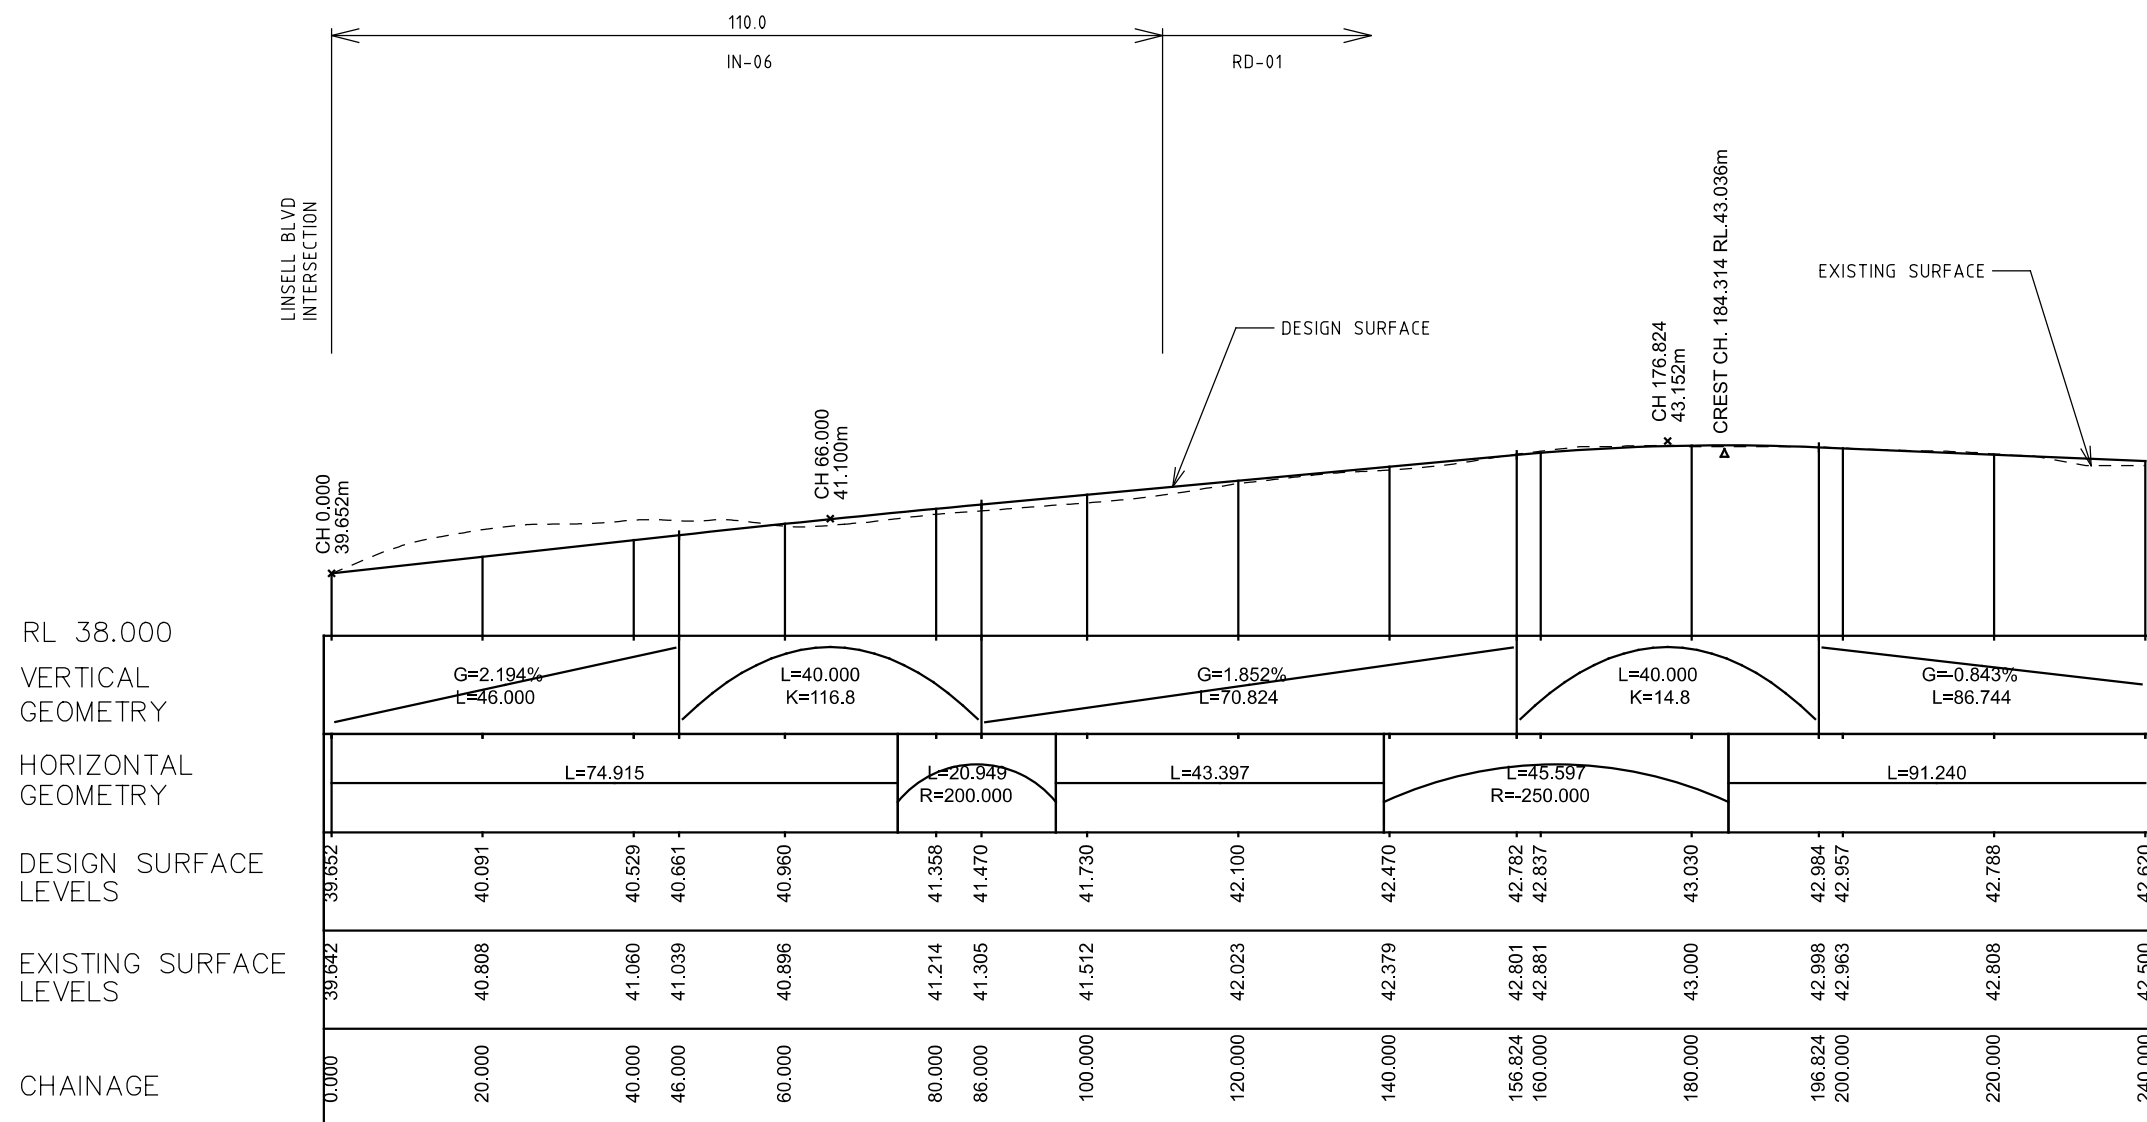 110.0
IN-06
RD-01
LINSELL BLVD
INTERSECTION
CREST CH. 184.314 RL.43.036m
EXISTING SURFACE
DESIGN SURFACE
CH 176.824
43.152m
CH 66.000
41.100m
CH 0.000
39.652m
RL 38.000
VERTICAL
GEOMETRY
G=2.194%
L=46.000
L=40.000
K=116.8
G=1.852%
L=70.824
L=40.000
K=14.8
G=-0.843%
L=86.744
HORIZONTAL
GEOMETRY
L=74.915
L=20.949
R=200.000
L=43.397
L=45.597
R=-250.000
L=91.240
DESIGN SURFACE
LEVELS
39.652
40.091
40.529
40.661
40.960
41.358
41.470
41.730
42.100
42.470
42.782
42.837
43.030
42.984
42.957
42.788
42.620
EXISTING SURFACE
LEVELS
39.642
40.808
41.060
41.039
40.896
41.214
41.305
41.512
42.023
42.379
42.801
42.881
43.000
42.998
42.963
42.808
42.500
CHAINAGE
0.000
20.000
40.000
46.000
60.000
80.000
86.000
100.000
120.000
140.000
156.824
160.000
180.000
196.824
200.000
220.000
240.000